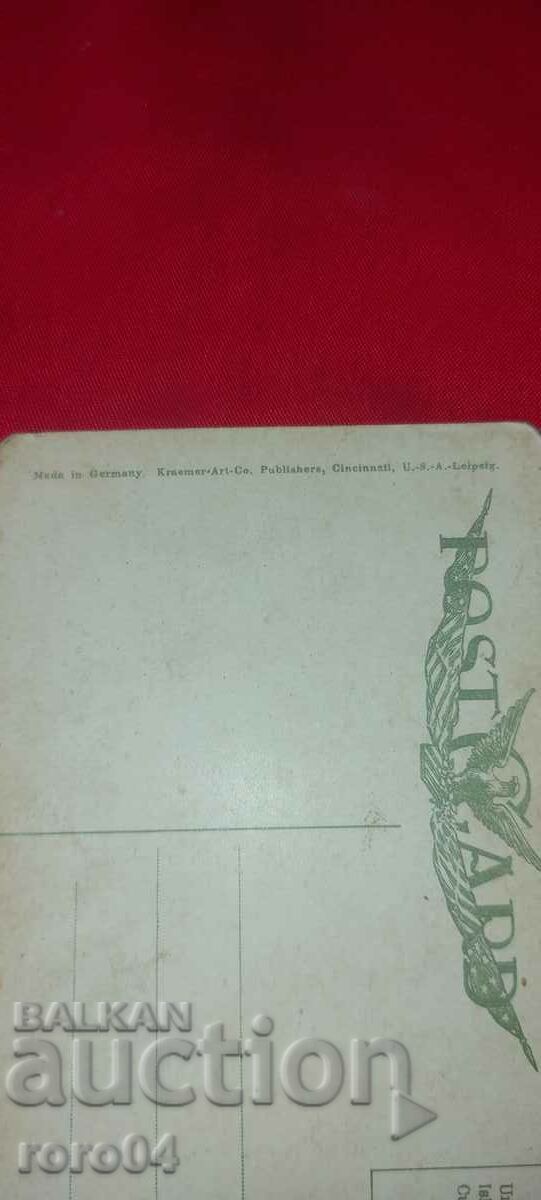 Made in Germany. Kraemer-Art-Co. Publishers, Cincinnati, U.-S.-A.-Leipzig.
POST CARD
BALKAN
auction
roro04